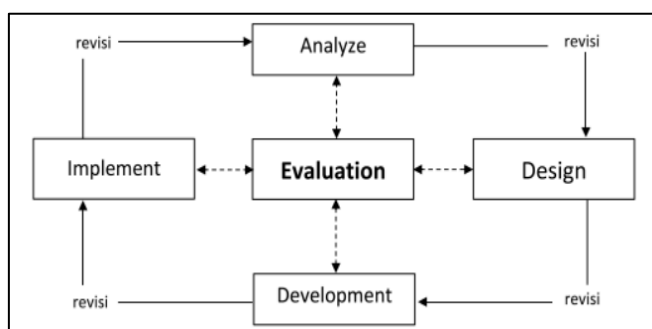 revisi
Analyze
revisi
Implement
Evaluation
Design
revisi
Development
revisi